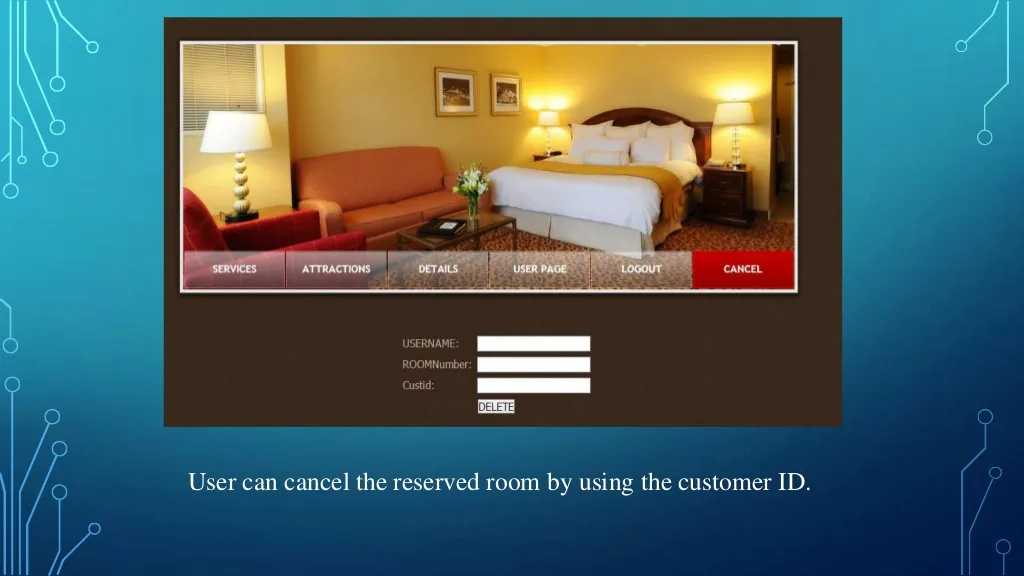 SERVICES ATTRACTIONS DETAILS USER PAGE LOGOUT CANCEL
USERNAME:
ROOMNumber:
Custid:
DELETE
User can cancel the reserved room by using the customer ID.